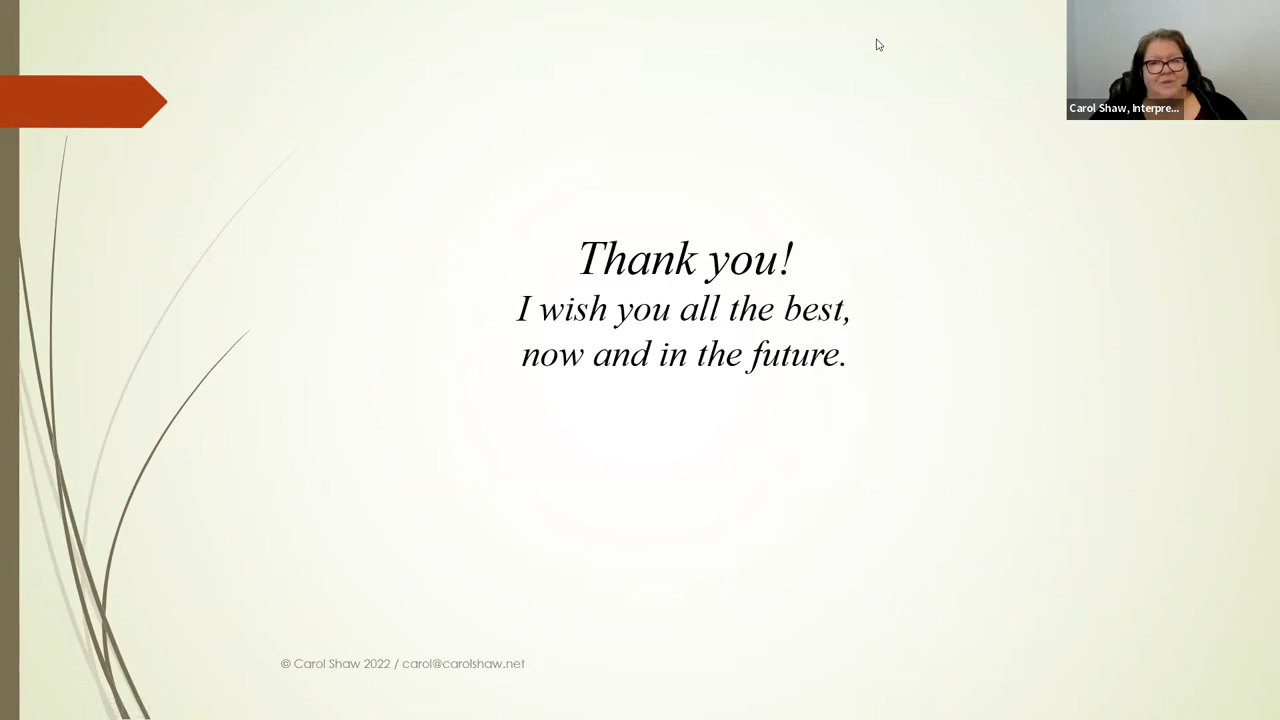 Carol Shaw, Interpre...
Thank you!
I wish you all the best,
now and in the future.
© Carol Shaw 2022 / carol@carolshaw.net